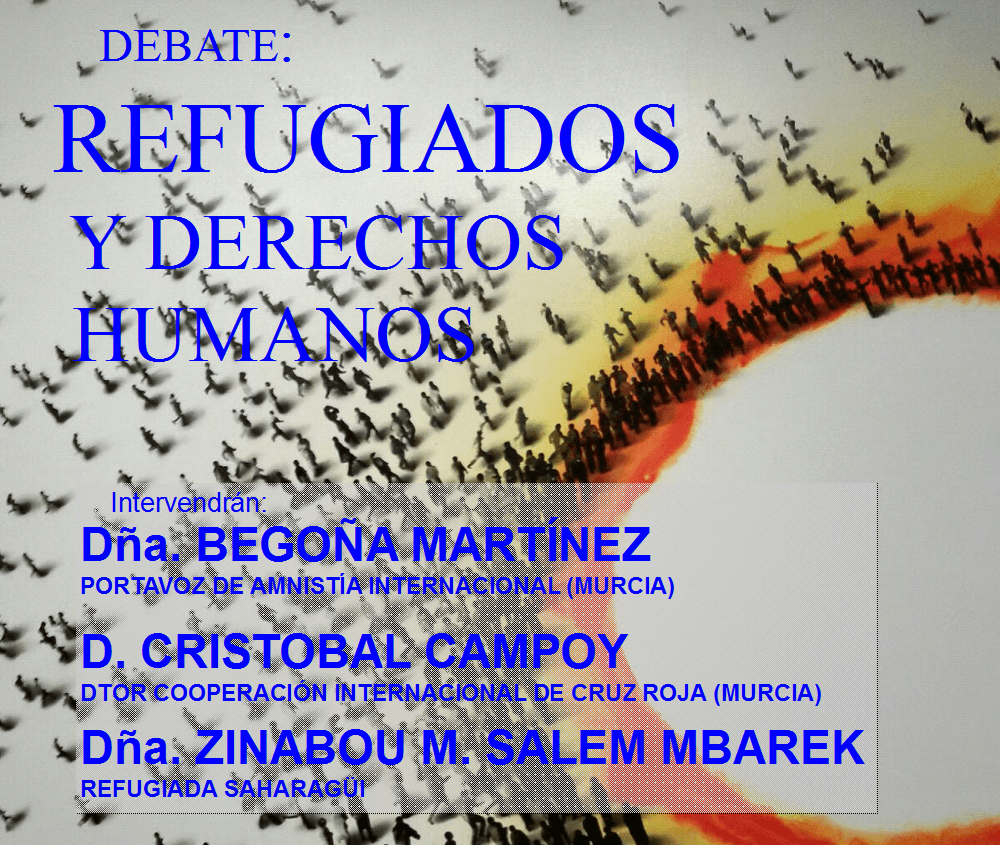 DEBATE:
REFUGIADOS
Y DERECHOS
HUMANOS
Intervendrán:
Dña. BEGOÑA MARTÍNEZ
PORTAVOZ DE AMNISTÍA INTERNACIONAL (MURCIA)
D. CRISTOBAL CAMPOY
DTOR COOPERACIÓN INTERNACIONAL DE CRUZ ROJA (MURCIA)
Dña. ZINABOU M. SALEM MBAREK
REFUGIADA SAHARAGÜI